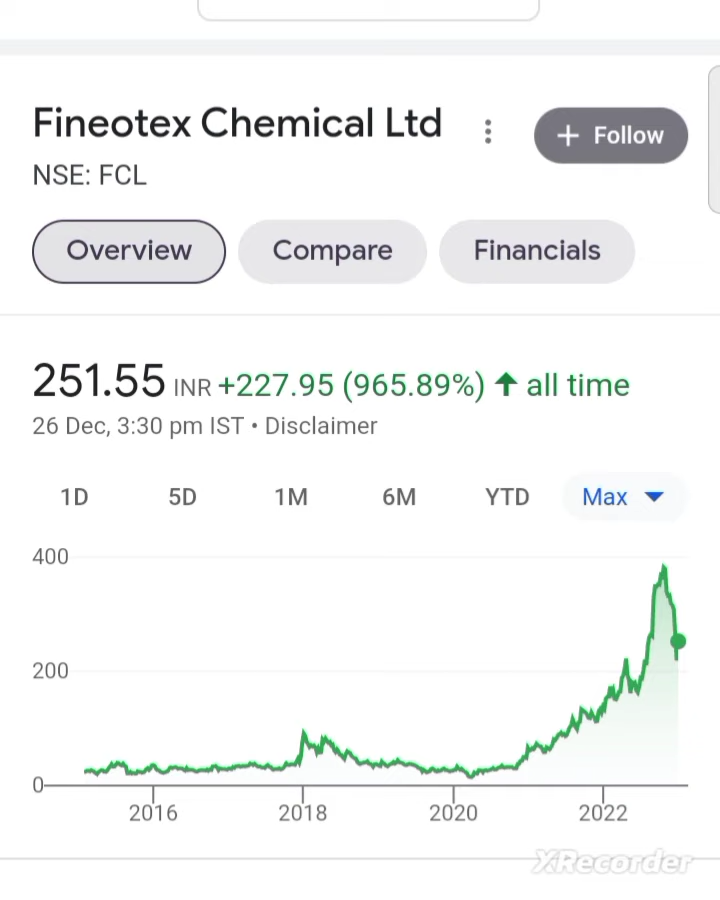 Fineotex Chemical Ltd
+ Follow
NSE: FCL
Overview
Compare
Financials
251.55 INR +227.95 (965.89%) ↑ all time
26 Dec, 3:30 pm IST • Disclaimer
1D 5D 1M 6M YTD Max
400
200
0
2016 2018 2020 2022
XRecorder